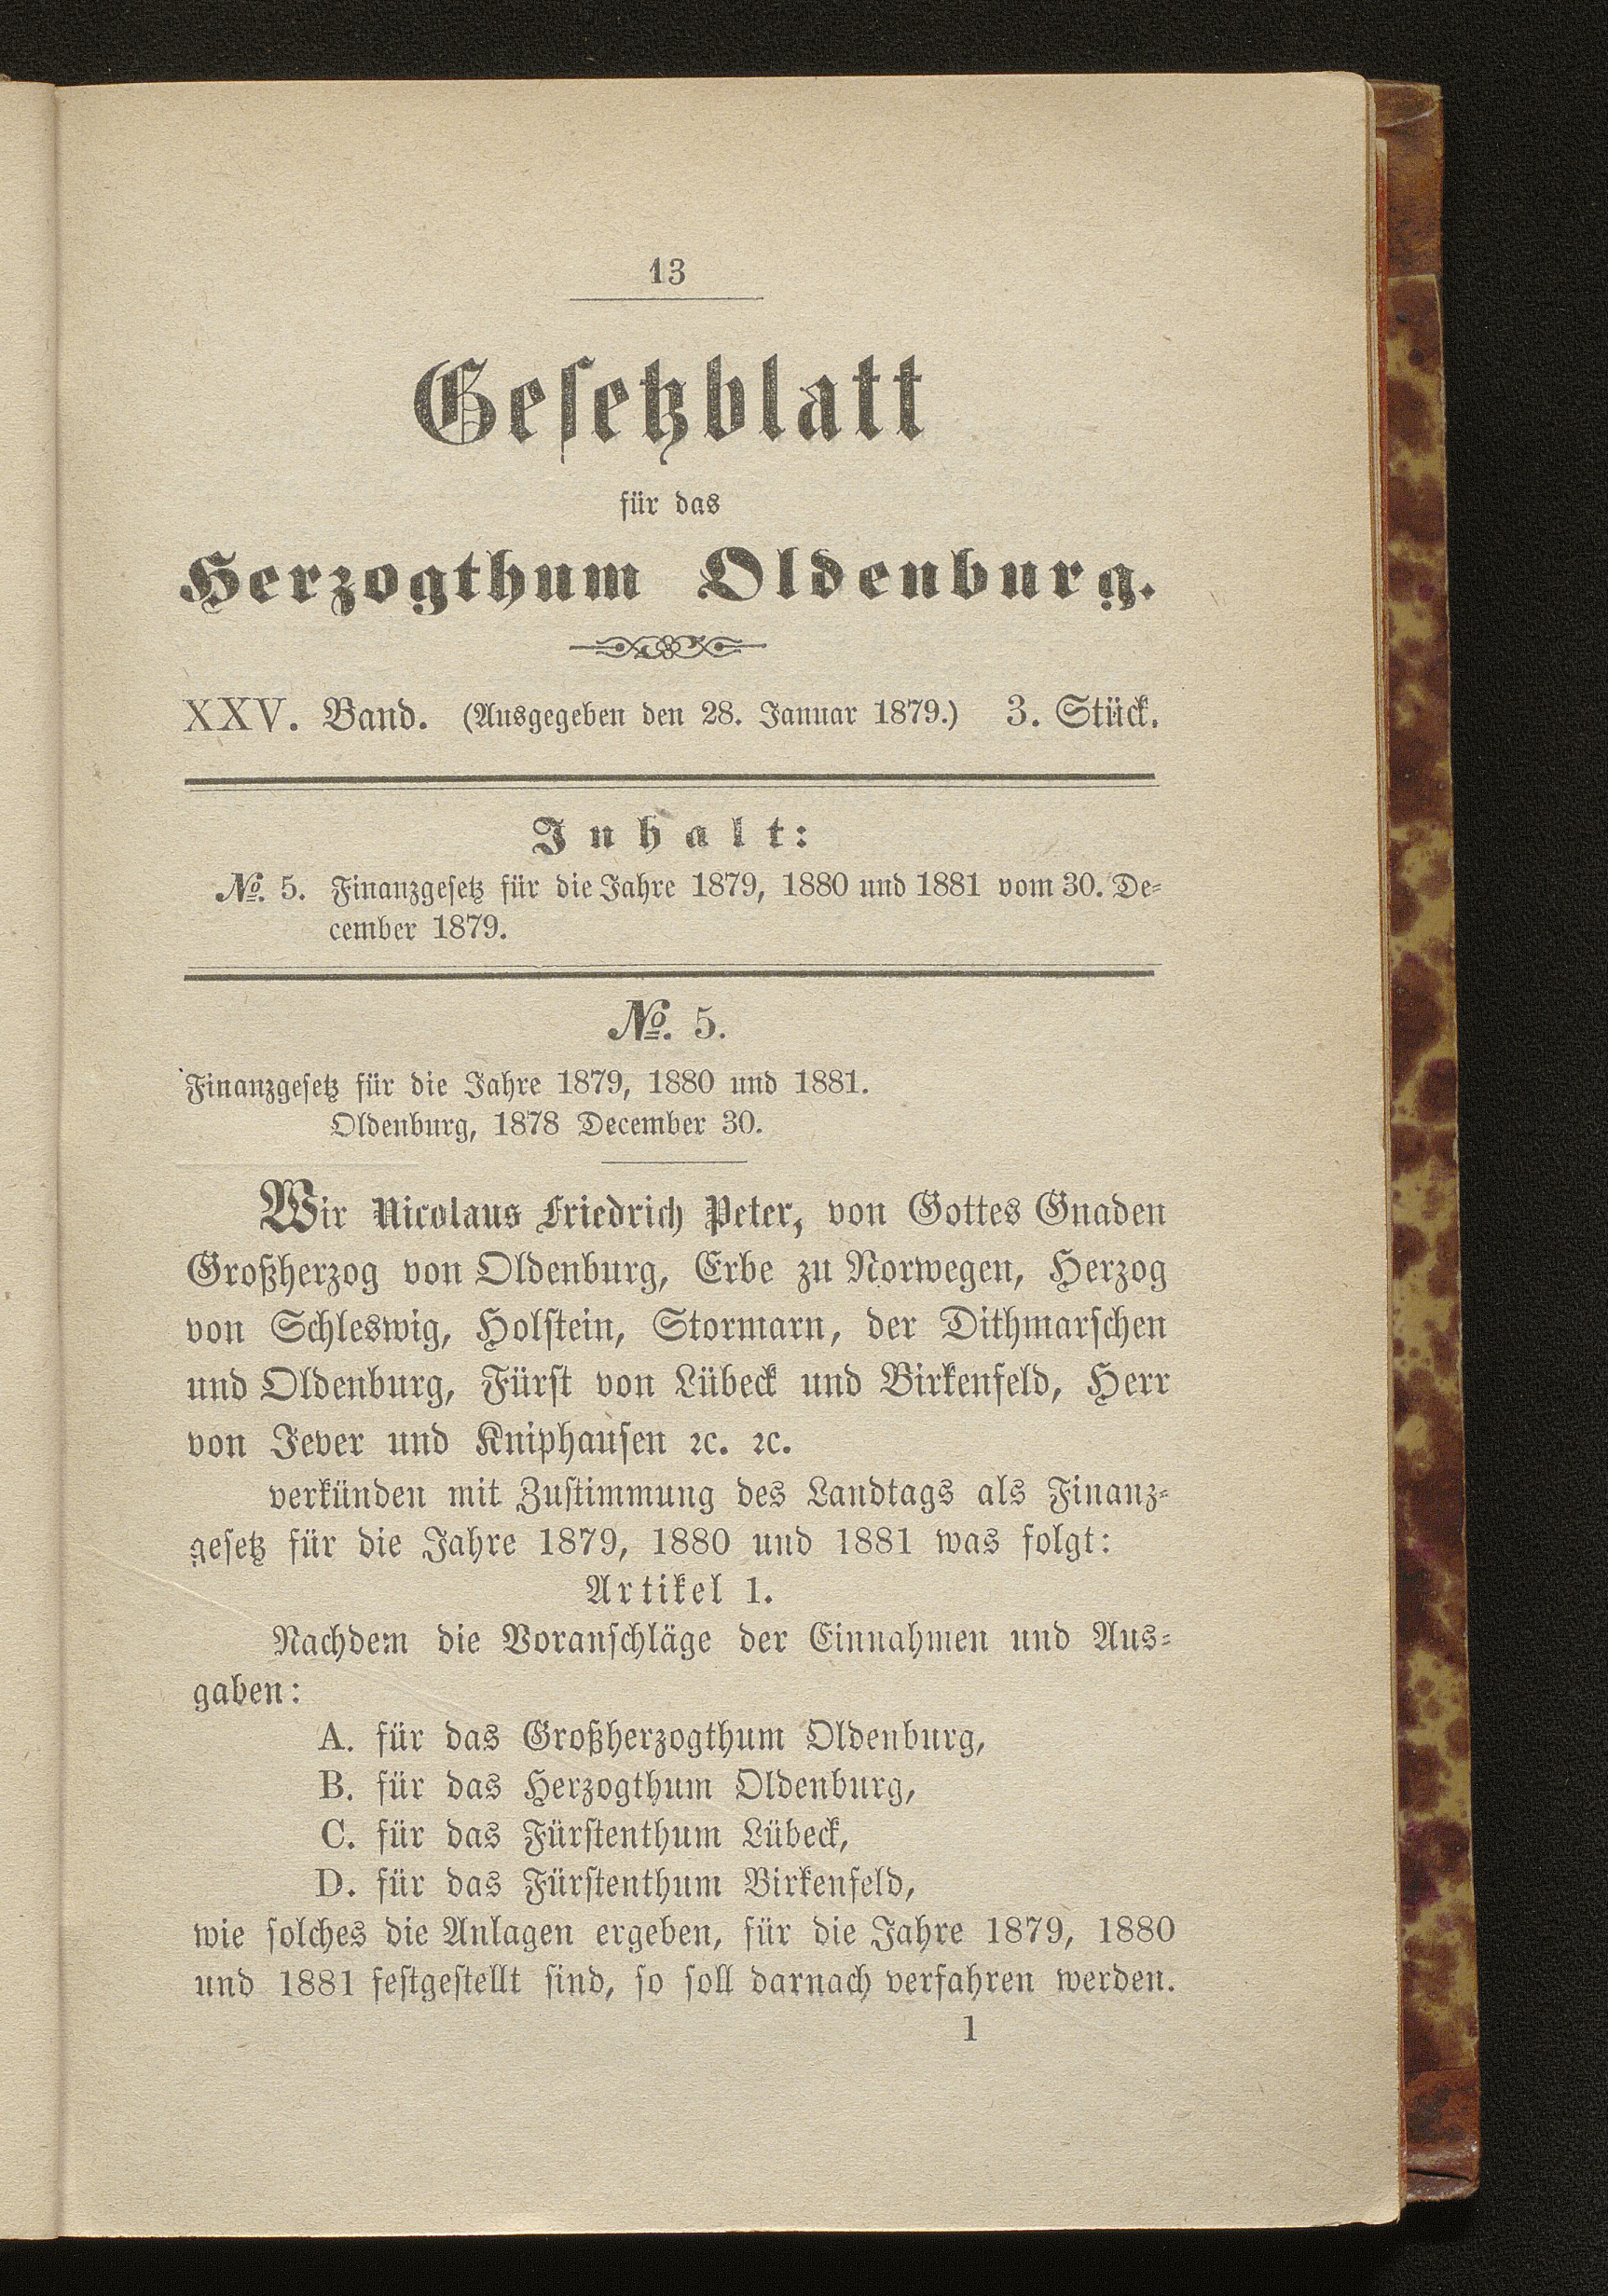 13
Gesetzblatt
für das
Herzogthum Oldenburg.
XXV. Band. (Ausgegeben den 28. Januar 1879.) 3. Stück.
Inhalt:
№. 5. Finanzgesetz für die Jahre 1879, 1880 und 1881 vom 30. De-
cember 1879.
№. 5.
Finanzgesetz für die Jahre 1879, 1880 und 1881.
Oldenburg, 1878 December 30.
Wir Nicolaus Friedrich Peter, von Gottes Gnaden
Großherzog von Oldenburg, Erbe zu Norwegen, Herzog
von Schleswig, Holstein, Stormarn, der Dithmarschen
und Oldenburg, Fürst von Lübeck und Birkenfeld, Herr
von Jever und Kniphausen ꝛc. ꝛc.
verkünden mit Zustimmung des Landtags als Finanz-
gesetz für die Jahre 1879, 1880 und 1881 was folgt:
Artikel 1.
Nachdem die Voranschläge der Einnahmen und Aus-
gaben:
A. für das Großherzogthum Oldenburg,
B. für das Herzogthum Oldenburg,
C. für das Fürstenthum Lübeck,
D. für das Fürstenthum Birkenfeld,
wie solches die Anlagen ergeben, für die Jahre 1879, 1880
und 1881 festgestellt sind, so soll darnach verfahren werden.
1